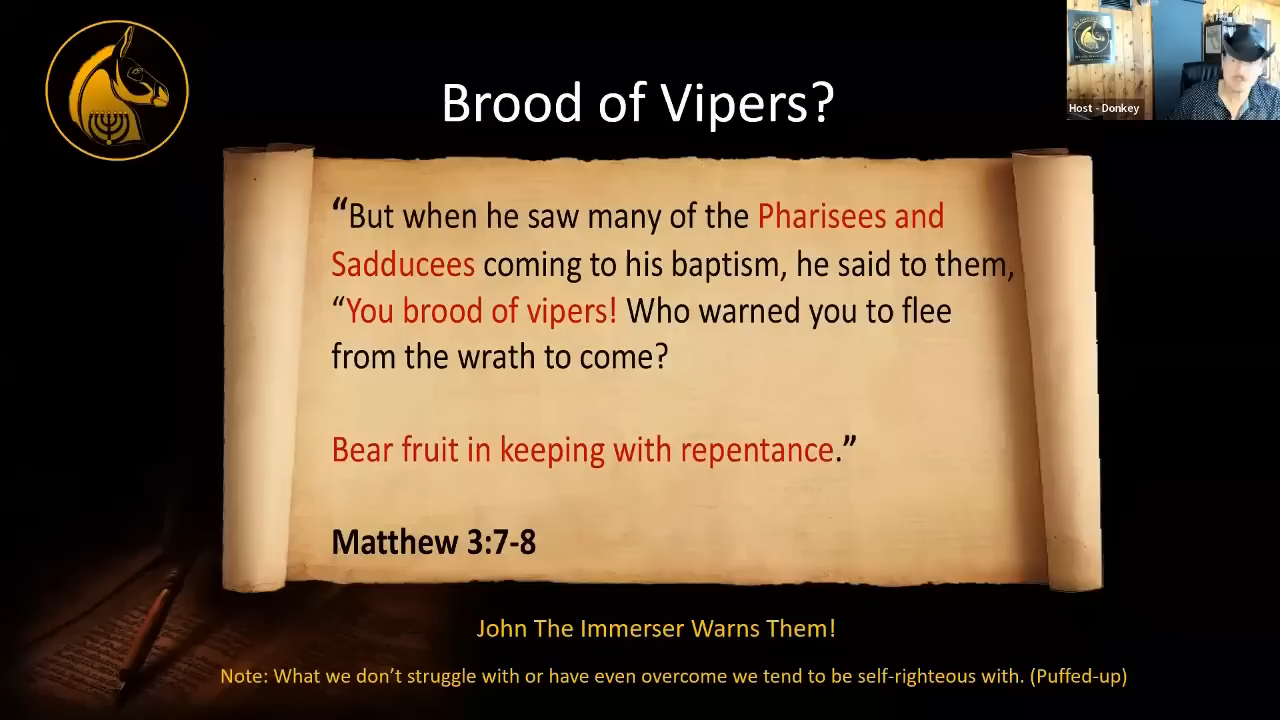 Brood of Vipers?
Host - Donkey
“But when he saw many of the Pharisees and
Sadducees coming to his baptism, he said to them,
“You brood of vipers! Who warned you to flee
from the wrath to come?
Bear fruit in keeping with repentance.”
Matthew 3:7-8
John The Immerser Warns Them!
Note: What we don’t struggle with or have even overcome we tend to be self-righteous with. (Puffed-up)